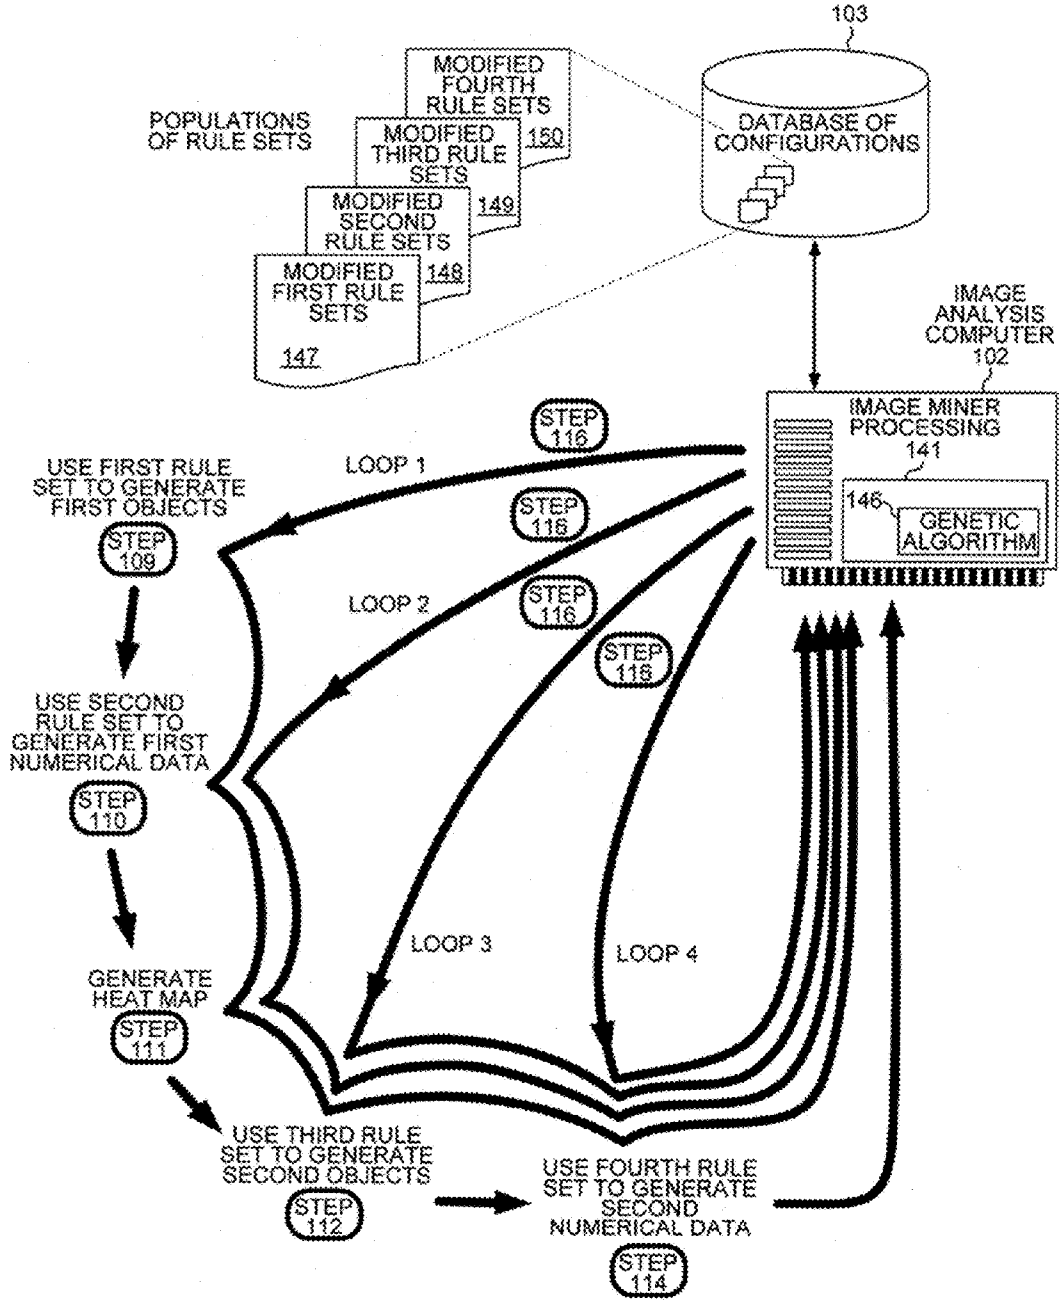 103
MODIFIED
FOURTH
RULE SETS
150
POPULATIONS
OF RULE SETS
MODIFIED
THIRD RULE
SETS
149
MODIFIED
SECOND
RULE SETS
148
MODIFIED
FIRST RULE
SETS
147
DATABASE OF
CONFIGURATIONS
IMAGE
ANALYSIS
COMPUTER
102
IMAGE MINER
PROCESSING
141
146
GENETIC
ALGORITHM
STEP
116
LOOP 1
STEP
116
LOOP 2
STEP
116
STEP
116
LOOP 3
LOOP 4
USE FIRST RULE
SET TO GENERATE
FIRST OBJECTS
STEP
109
USE SECOND
RULE SET TO
GENERATE FIRST
NUMERICAL DATA
STEP
110
GENERATE
HEAT MAP
STEP
111
USE THIRD RULE
SET TO GENERATE
SECOND OBJECTS
STEP
112
USE FOURTH RULE
SET TO GENERATE
SECOND
NUMERICAL DATA
STEP
114